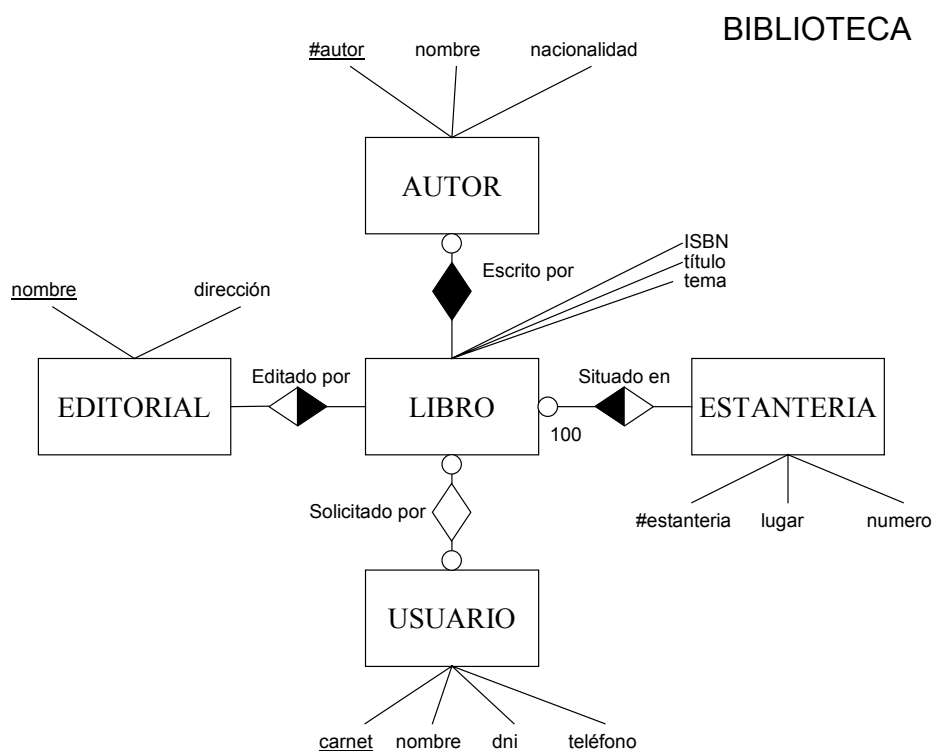 BIBLIOTECA
#autor nombre nacionalidad
AUTOR
Escrito por
ISBN
título
tema
nombre dirección
EDITORIAL
Editado por
LIBRO
Situado en
100
ESTANTERIA
#estanteria lugar numero
Solicitado por
USUARIO
carnet nombre dni teléfono